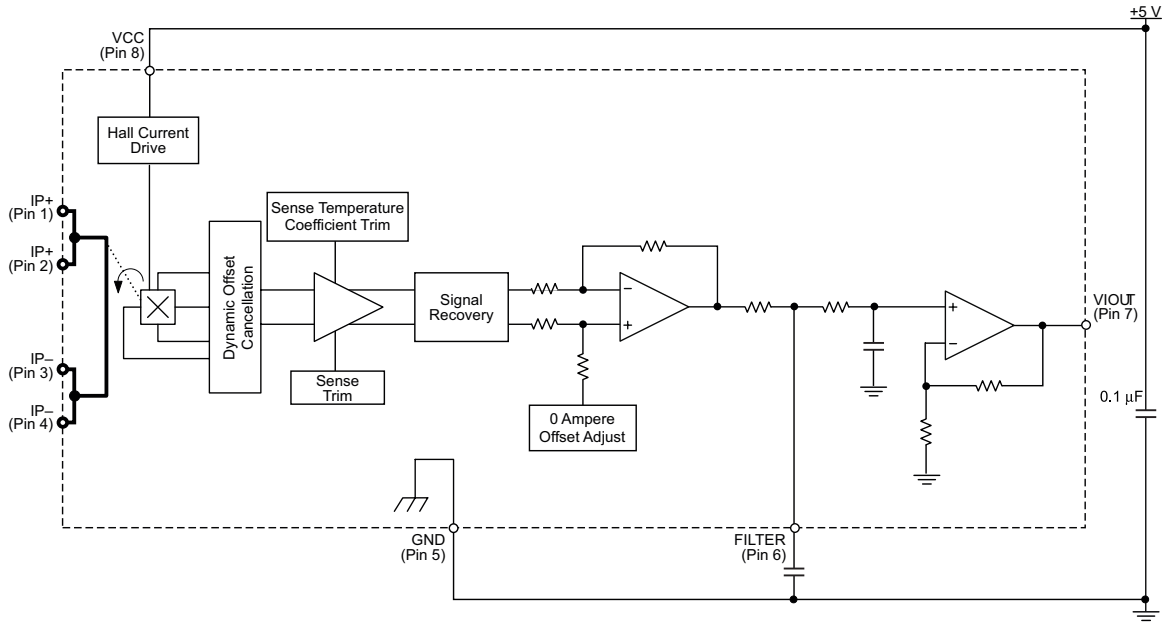 +5 V
VCC
(Pin 8)
Hall Current
Drive
IP+
(Pin 1)
IP+
(Pin 2)
IP–
(Pin 3)
IP–
(Pin 4)
Dynamic Offset
Cancellation
Sense Temperature
Coefficient Trim
Sense
Trim
Signal
Recovery
0 Ampere
Offset Adjust
–
+
+
–
VIOUT
(Pin 7)
0.1 μF
GND
(Pin 5)
FILTER
(Pin 6)